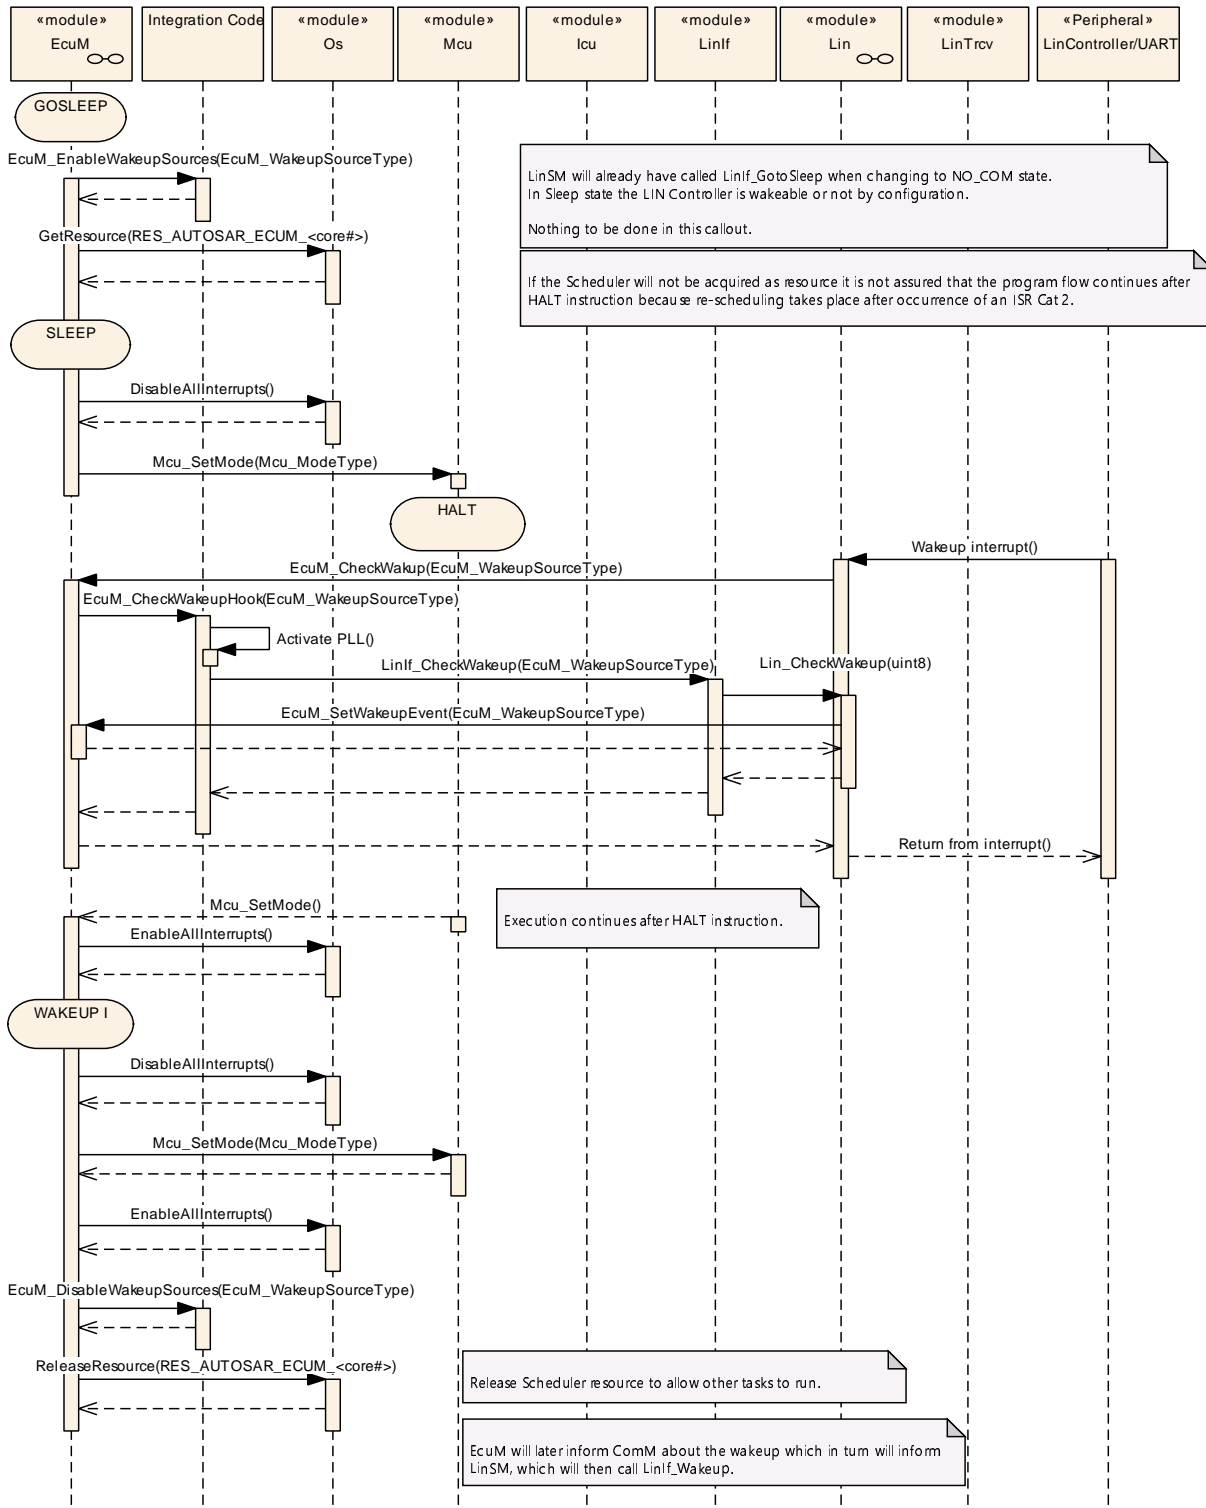 «module»
EcuM
Integration Code
«module»
Os
«module»
Mcu
«module»
Icu
«module»
LinIf
«module»
Lin
«module»
LinTrcv
«Peripheral»
LinController/UART
GOSLEEP
EcuM_EnableWakeupSources(EcuM_WakeupSourceType)
LinSM will already have called LinIf_GotoSleep when changing to NO_COM state.
In Sleep state the LIN Controller is wakeable or not by configuration.
Nothing to be done in this callout.
GetResource(RES_AUTOSAR_ECUM_<core#>)
If the Scheduler will not be acquired as resource it is not assured that the program flow continues after
HALT instruction because re-scheduling takes place after occurrence of an ISR Cat 2.
SLEEP
DisableAllInterrupts()
Mcu_SetMode(Mcu_ModeType)
HALT
Wakeup interrupt()
EcuM_CheckWakup(EcuM_WakeupSourceType)
EcuM_CheckWakeupHook(EcuM_WakeupSourceType)
Activate PLL()
LinIf_CheckWakeup(EcuM_WakeupSourceType)
Lin_CheckWakeup(uint8)
EcuM_SetWakeupEvent(EcuM_WakeupSourceType)
Return from interrupt()
Mcu_SetMode()
Execution continues after HALT instruction.
EnableAllInterrupts()
WAKEUP I
DisableAllInterrupts()
Mcu_SetMode(Mcu_ModeType)
EnableAllInterrupts()
EcuM_DisableWakeupSources(EcuM_WakeupSourceType)
ReleaseResource(RES_AUTOSAR_ECUM_<core#>)
Release Scheduler resource to allow other tasks to run.
EcuM will later inform ComM about the wakeup which in turn will inform
LinSM, which will then call LinIf_Wakeup.